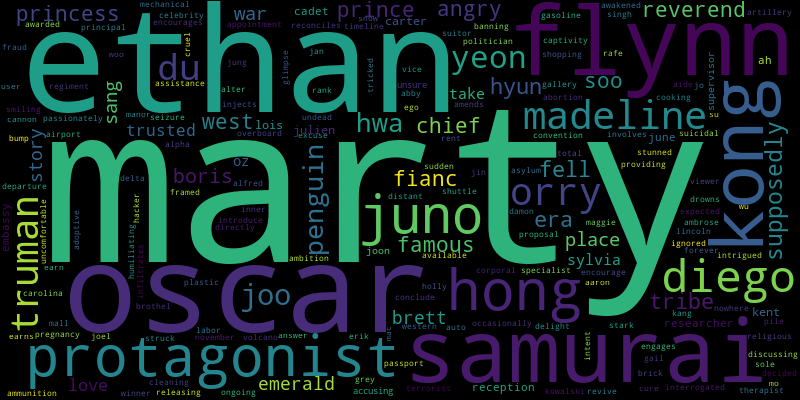 mechanical
celebrity
snow
carter
banning
gasoline
awakened
singh
artillery
princess
awarded
principal
encourages
appointment
reconciles
timeline
politician
war
cadet
prince
angry
reverend
ethan
flynn
fraud
woo
cruel
jan
jung
glimpse
suitor
captivity
shopping
rafe
user
regiment
du
assistance
alter
rank
tricked
vice
abby
unsure
yeon
hyun
soo
gallery
abortion
cooking
supervisor
ah
aide
jo
smiling
manor
injects
ego
amends
take
sang
cannon
passionately
seizure
west
lois
undead
julien
overboard
hwa
chief
madeline
kong
su
suicidal
trusted
excuse
rent
convention
involves
june
bump
airport
story
alpha
marty
total
stunned
providing
supposedly
departure
delta
boris
oz
alfred
penguin
fianc
sudden
jin
asylum
fell
viewer
framed
inner
introduce
directly
distant
shuttle
orry
damon
maggie
drowns
expected
wu
adoptive
hacker
uncomfortable
embassy
truman
juno
era
proposal
sylvia
ambrose
lincoln
forever
ignored
intrigued
humiliating
infiltrates
ambition
joon
available
famous
place
earn
carolina
oscar
plastic
holly
corporal
specialist
encourage
aaron
hong
diego
tribe
nowhere
brothel
joo
conclude
occasionally
delight
stark
kang
researcher
kent
pile
mall
earns
pregnancy
joel
struck
labor
november
volcano
answer
erik
mac
western
auto
brett
samurai
intent
engages
gail
brick
religious
discussing
protagonist
passport
sole
decided
love
cleaning
emerald
grey
accusing
reception
terrorist
kowalski
revive
cure
interrogated
mo
therapist
ammunition
winner
releasing
ongoing